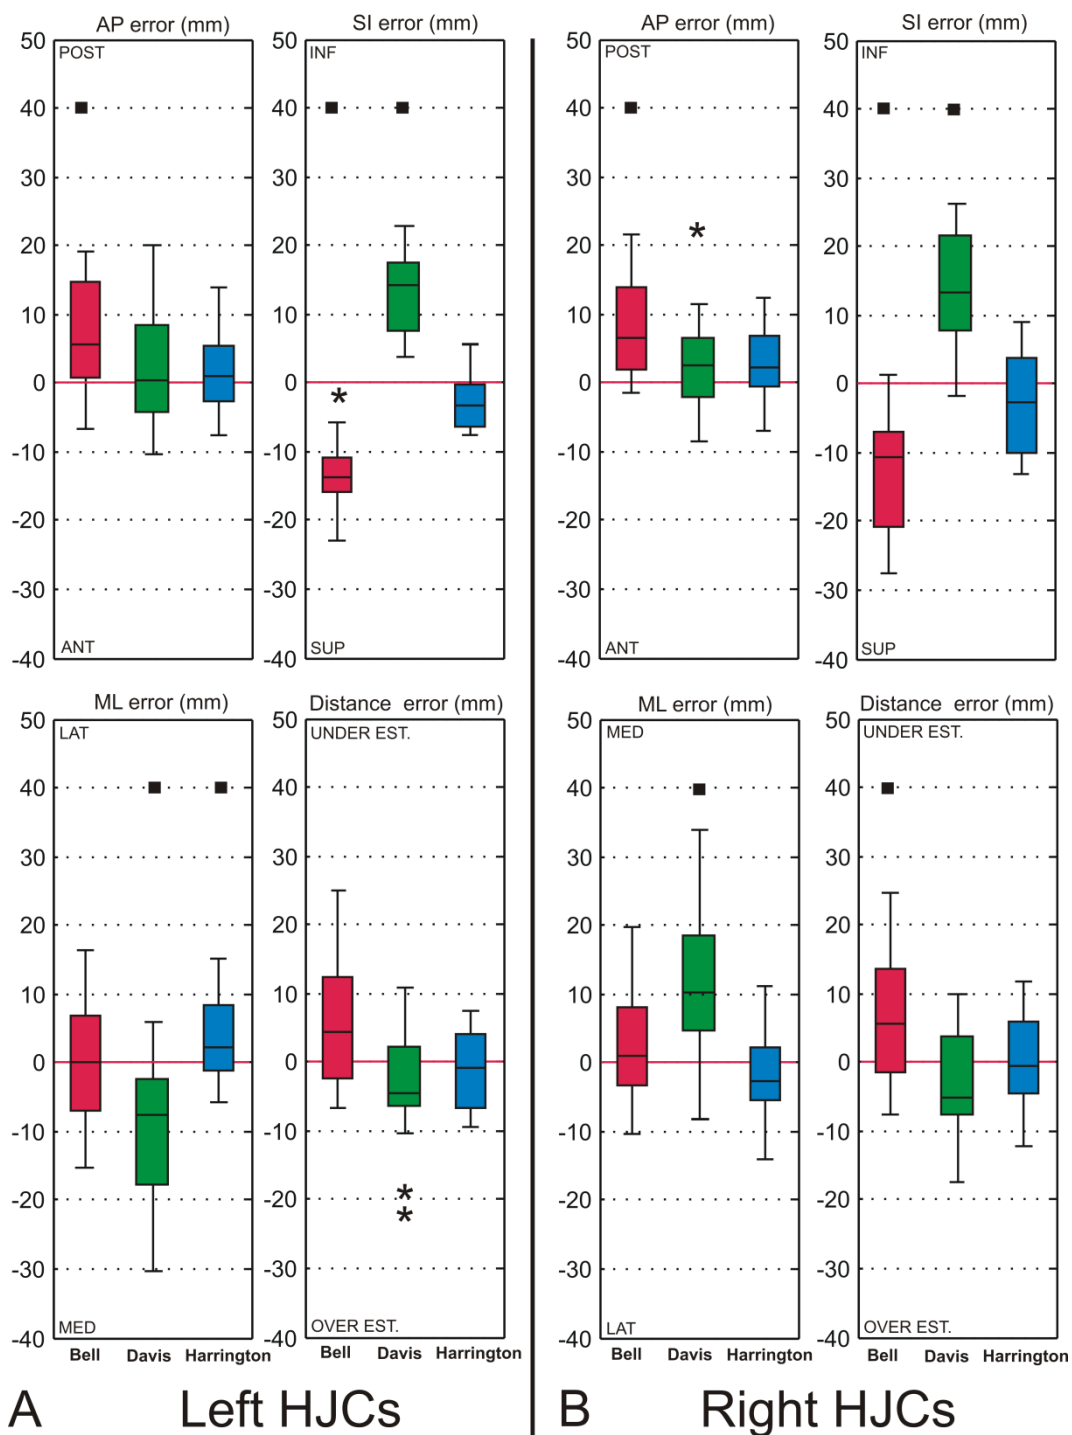 AP error (mm)
SI error (mm)
AP error (mm)
SI error (mm)
50
POST
40
30
20
10
0
-10
-20
-30
ANT
-40
50
INF
40
30
20
10
0
-10
-20
-30
SUP
-40
50
POST
40
30
20
10
0
-10
-20
-30
ANT
-40
50
INF
40
30
20
10
0
-10
-20
-30
SUP
-40
ML error (mm)
Distance error (mm)
ML error (mm)
Distance error (mm)
50
LAT
40
30
20
10
0
-10
-20
-30
MED
-40
50
UNDER EST.
40
30
20
10
0
-10
-20
-30
OVER EST.
-40
50
MED
40
30
20
10
0
-10
-20
-30
LAT
-40
50
UNDER EST.
40
30
20
10
0
-10
-20
-30
OVER EST.
-40
Bell Davis Harrington
Bell Davis Harrington
Bell Davis Harrington
Bell Davis Harrington
A Left HJCs
B Right HJCs